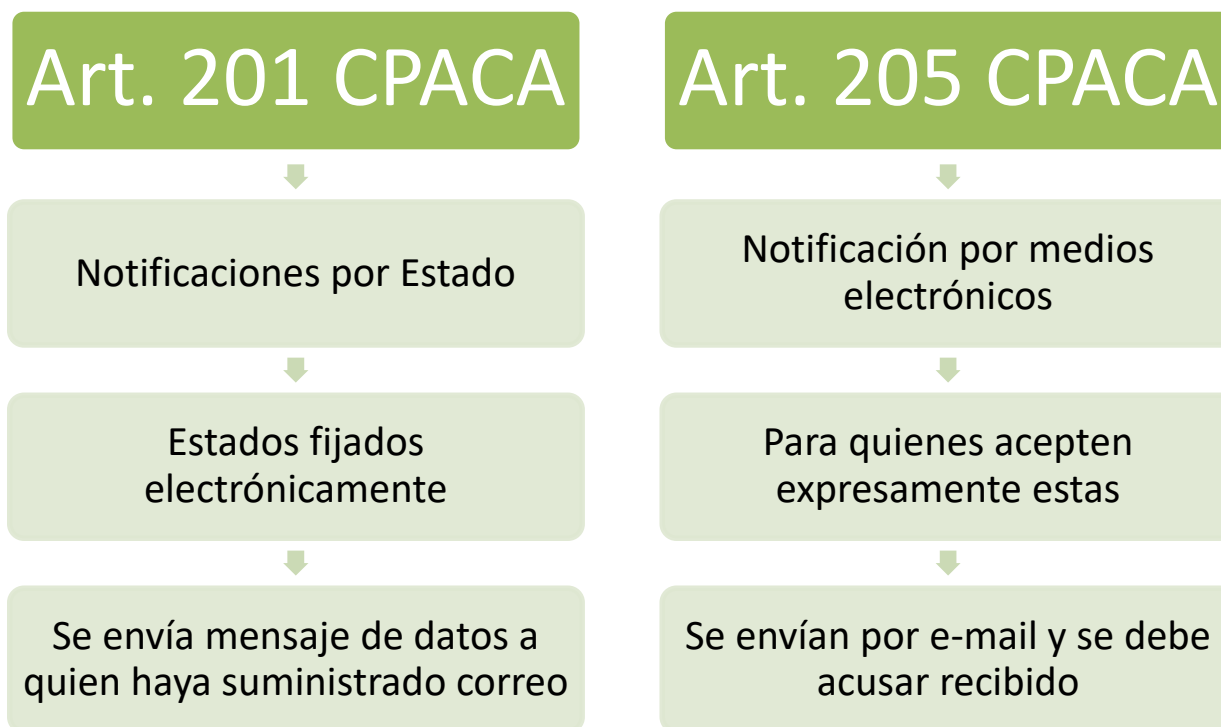 Art. 201 CPACA
Notificaciones por Estado
Estados fijados
electrónicamente
Se envía mensaje de datos a
quien haya suministrado correo
Art. 205 CPACA
Notificación por medios
electrónicos
Para quienes acepten
expresamente estas
Se envían por e-mail y se debe
acusar recibido